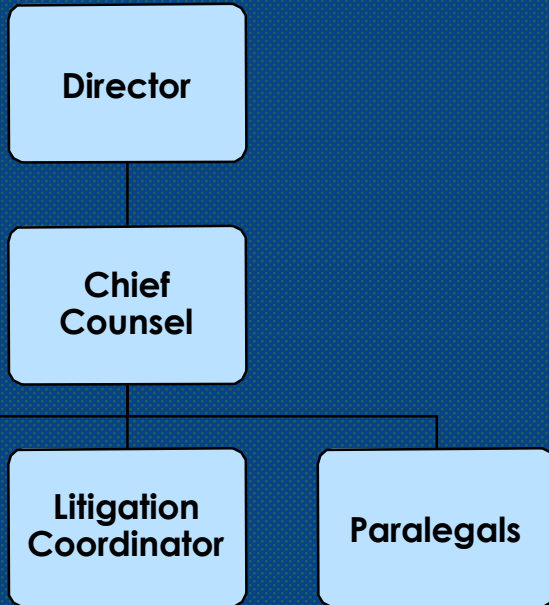 Director
Chief
Counsel
Litigation
Coordinator
Paralegals